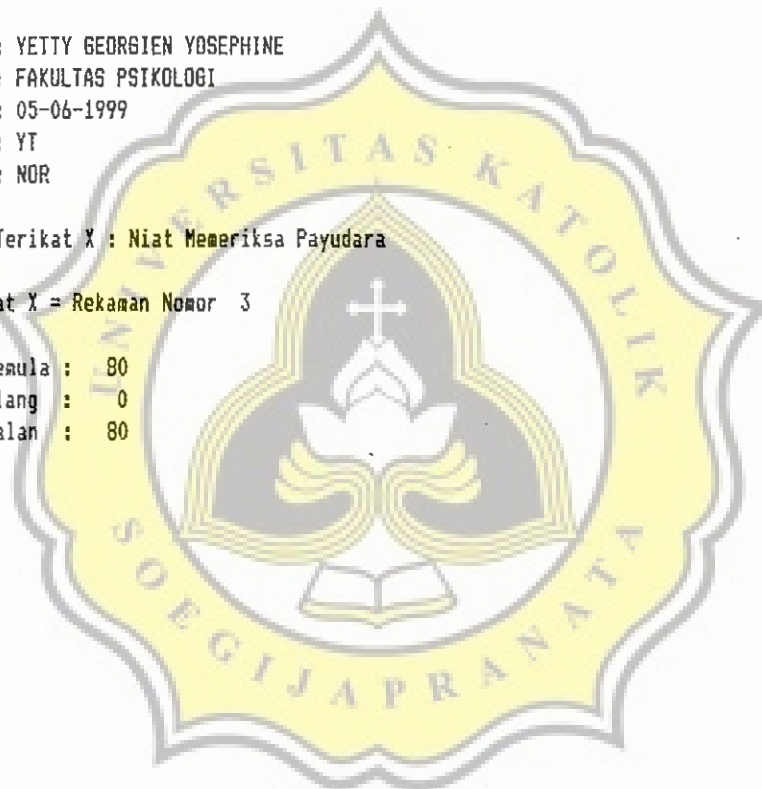 : YETTY GEORGIEN YOSEPHINE
: FAKULTAS PSIKOLOGI
: 05-06-1999
: YT
: NOR
Terikat X : Niat Memeriksa Payudara
at X = Rekaman Nomor 3
emula : 80
lang : 0
alan : 80
UNIVERSITAS KATOLIK
SOEGIJAPRANATA